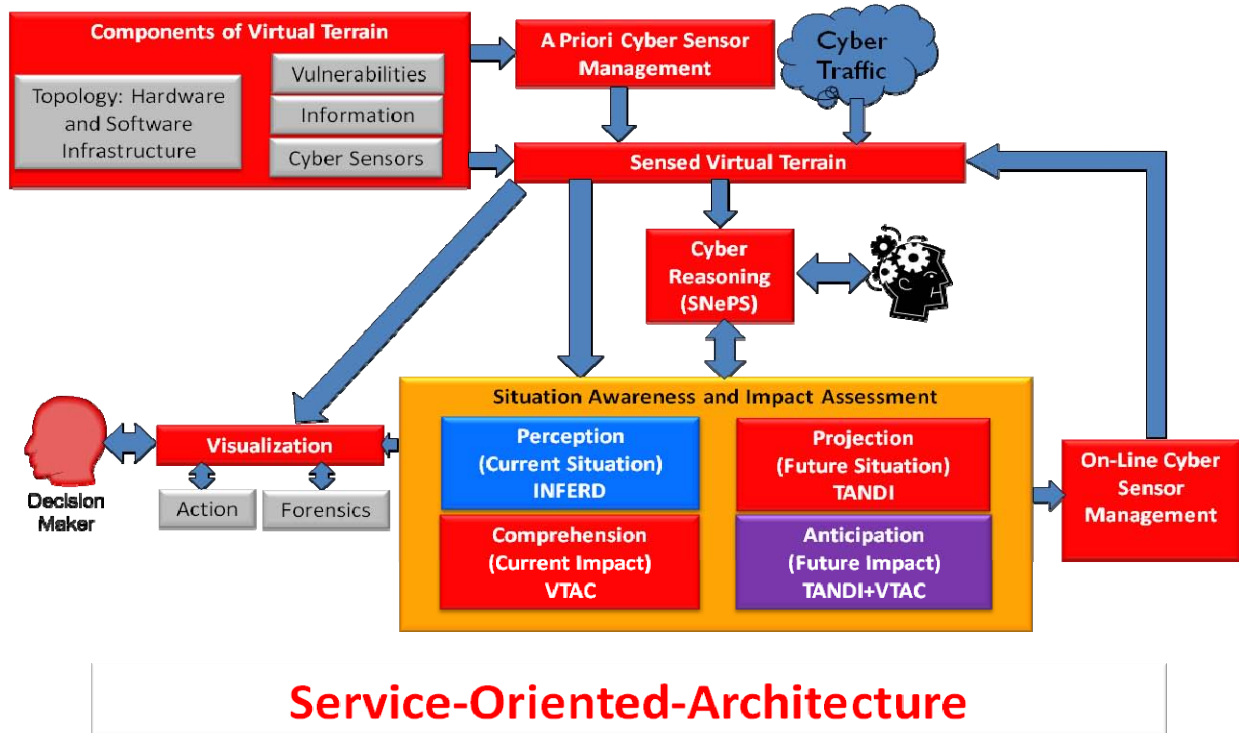 Components of Virtual Terrain
Topology: Hardware
and Software
Infrastructure
Vulnerabilities
Information
Cyber Sensors
A Priori Cyber Sensor
Management
Cyber
Traffic
Sensed Virtual Terrain
Cyber
Reasoning
(SNePS)
Situation Awareness and Impact Assessment
Perception
(Current Situation)
INFERD
Projection
(Future Situation)
TANDI
Comprehension
(Current Impact)
VTAC
Anticipation
(Future Impact)
TANDI+VTAC
Visualization
Action
Forensics
Decision
Maker
On-Line Cyber
Sensor
Management
Service-Oriented-Architecture